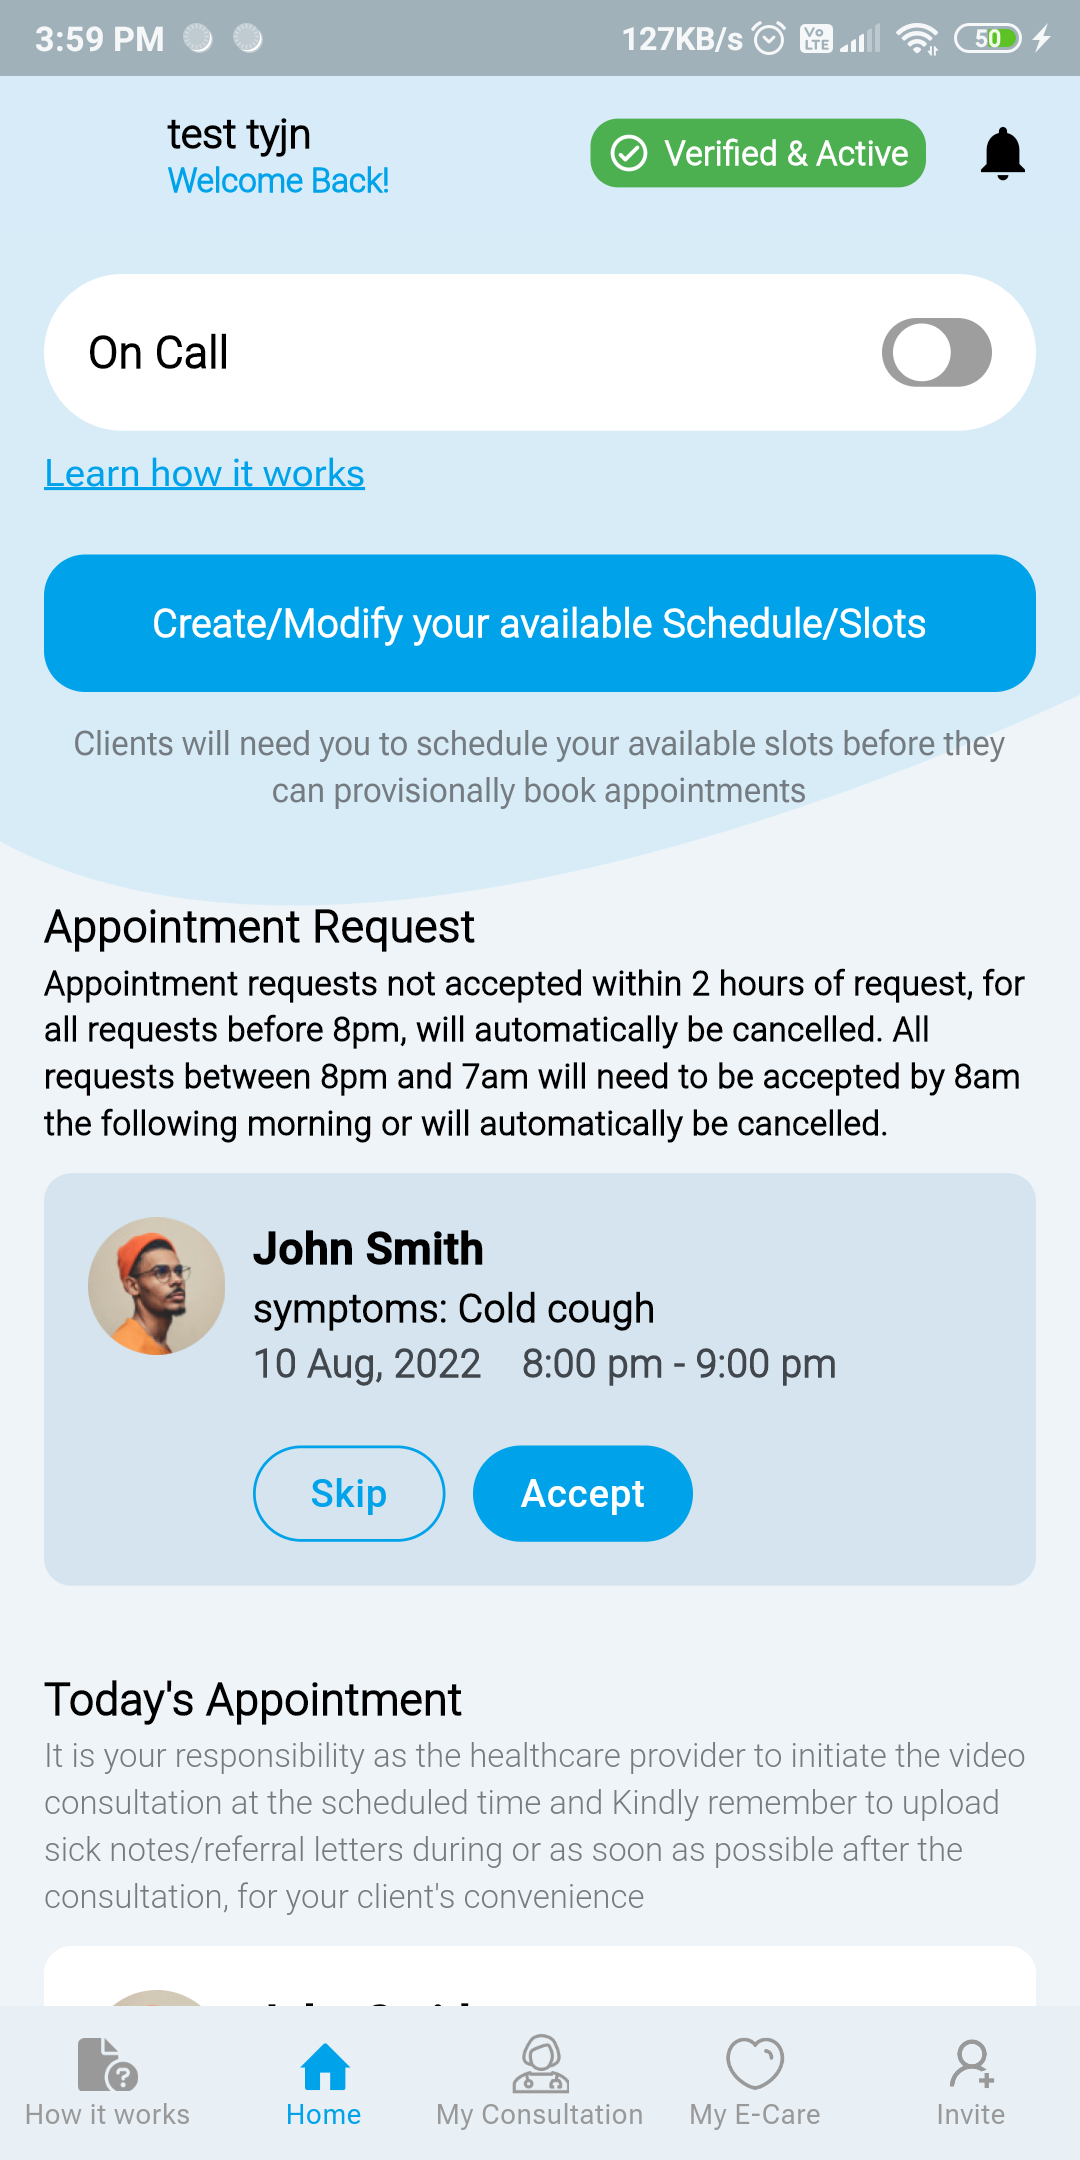 3:59 PM 127KB/s Vo LTE 50
test tyjn
Welcome Back!
Verified & Active
On Call
Learn how it works
Create/Modify your available Schedule/Slots
Clients will need you to schedule your available slots before they
can provisionally book appointments
Appointment Request
Appointment requests not accepted within 2 hours of request, for
all requests before 8pm, will automatically be cancelled. All
requests between 8pm and 7am will need to be accepted by 8am
the following morning or will automatically be cancelled.
John Smith
symptoms: Cold cough
10 Aug, 2022 8:00 pm - 9:00 pm
Skip Accept
Today's Appointment
It is your responsibility as the healthcare provider to initiate the video
consultation at the scheduled time and Kindly remember to upload
sick notes/referral letters during or as soon as possible after the
consultation, for your client's convenience
How it works Home My Consultation My E-Care Invite